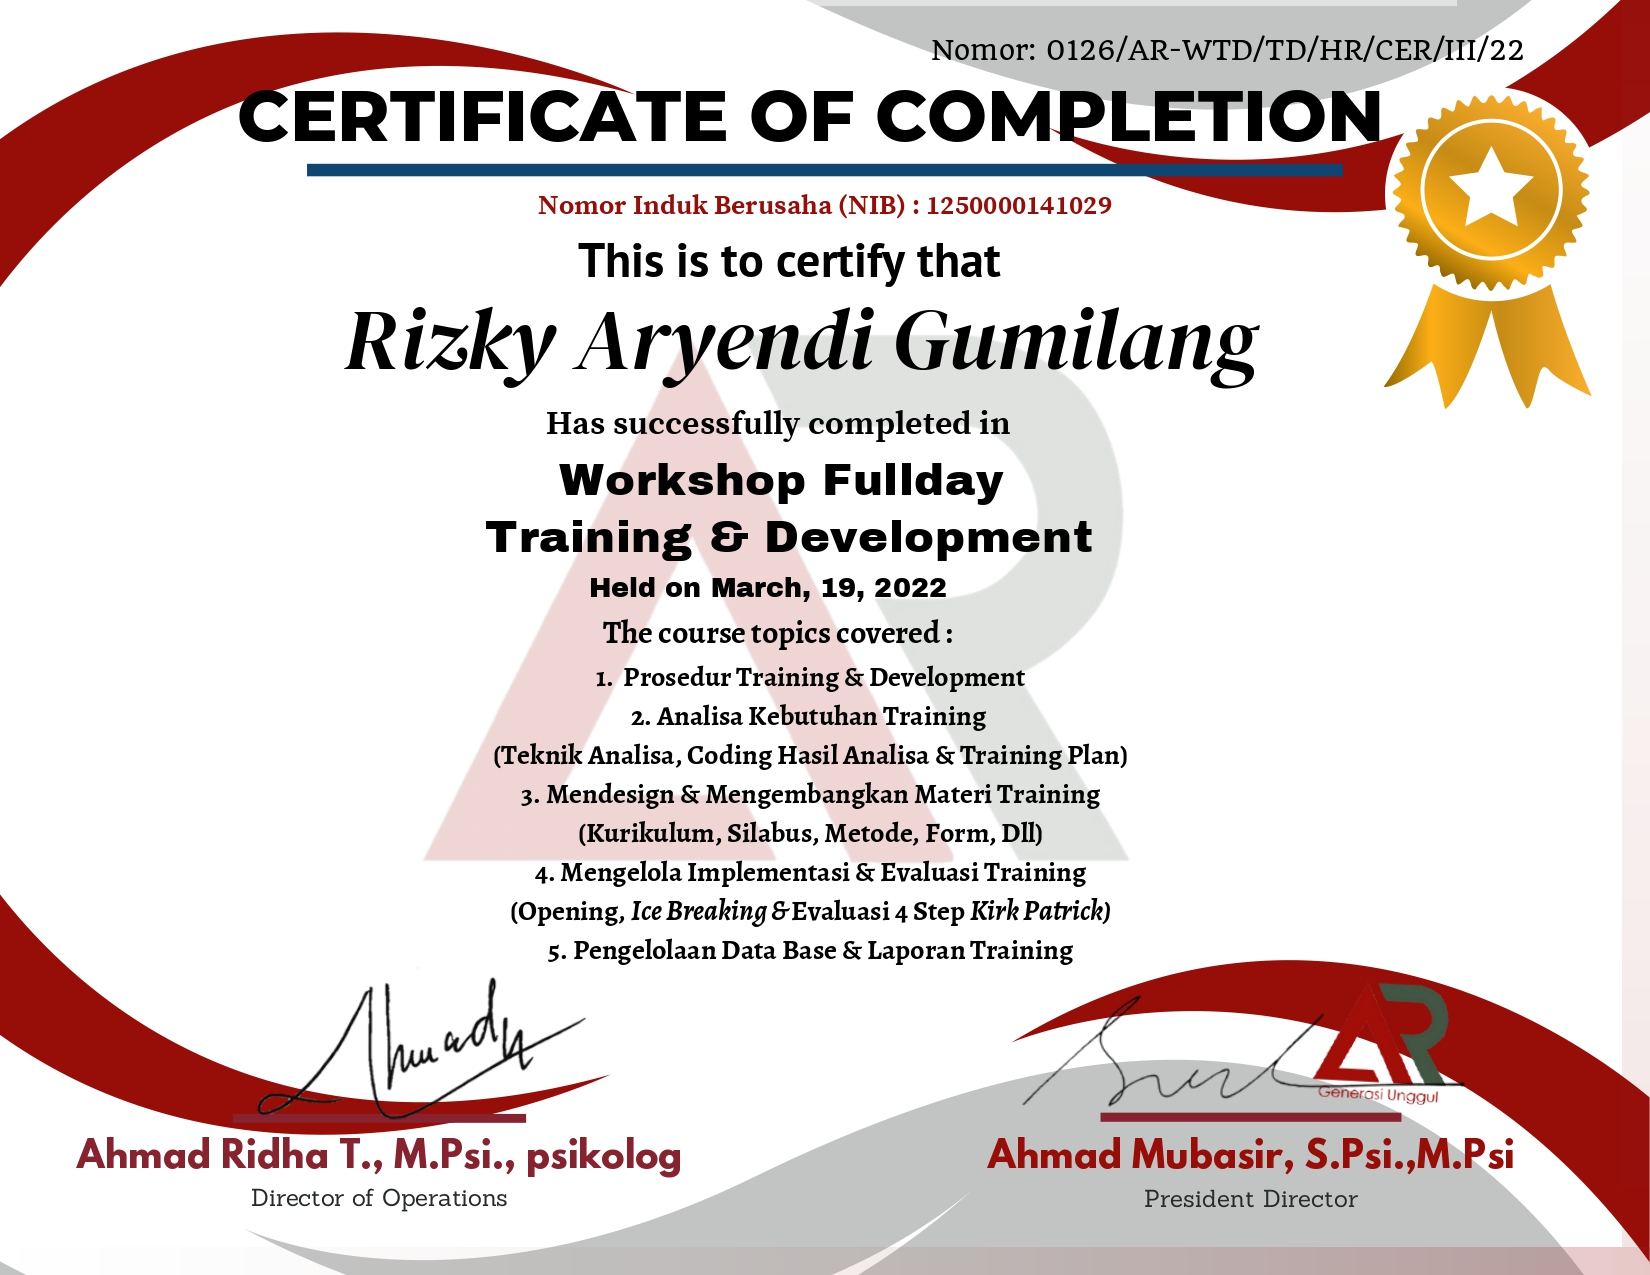 Nomor: 0126/AR-WTD/TD/HR/CER/III/22
CERTIFICATE OF COMPLETION
Nomor Induk Berusaha (NIB) : 1250000141029
This is to certify that
Rizky Aryendi Gumilang
Has successfully completed in
Workshop Fullday
Training & Development
Held on March, 19, 2022
The course topics covered :
1. Prosedur Training & Development
2. Analisa Kebutuhan Training
(Teknik Analisa, Coding Hasil Analisa & Training Plan)
3. Mendesign & Mengembangkan Materi Training
(Kurikulum, Silabus, Metode, Form, Dll)
4. Mengelola Implementasi & Evaluasi Training
(Opening, Ice Breaking & Evaluasi 4 Step Kirk Patrick)
5. Pengelolaan Data Base & Laporan Training
AR
Generasi Unggul
Ahmad Ridha T., M.Psi., psikolog
Director of Operations
Ahmad Mubasir, S.Psi.,M.Psi
President Director